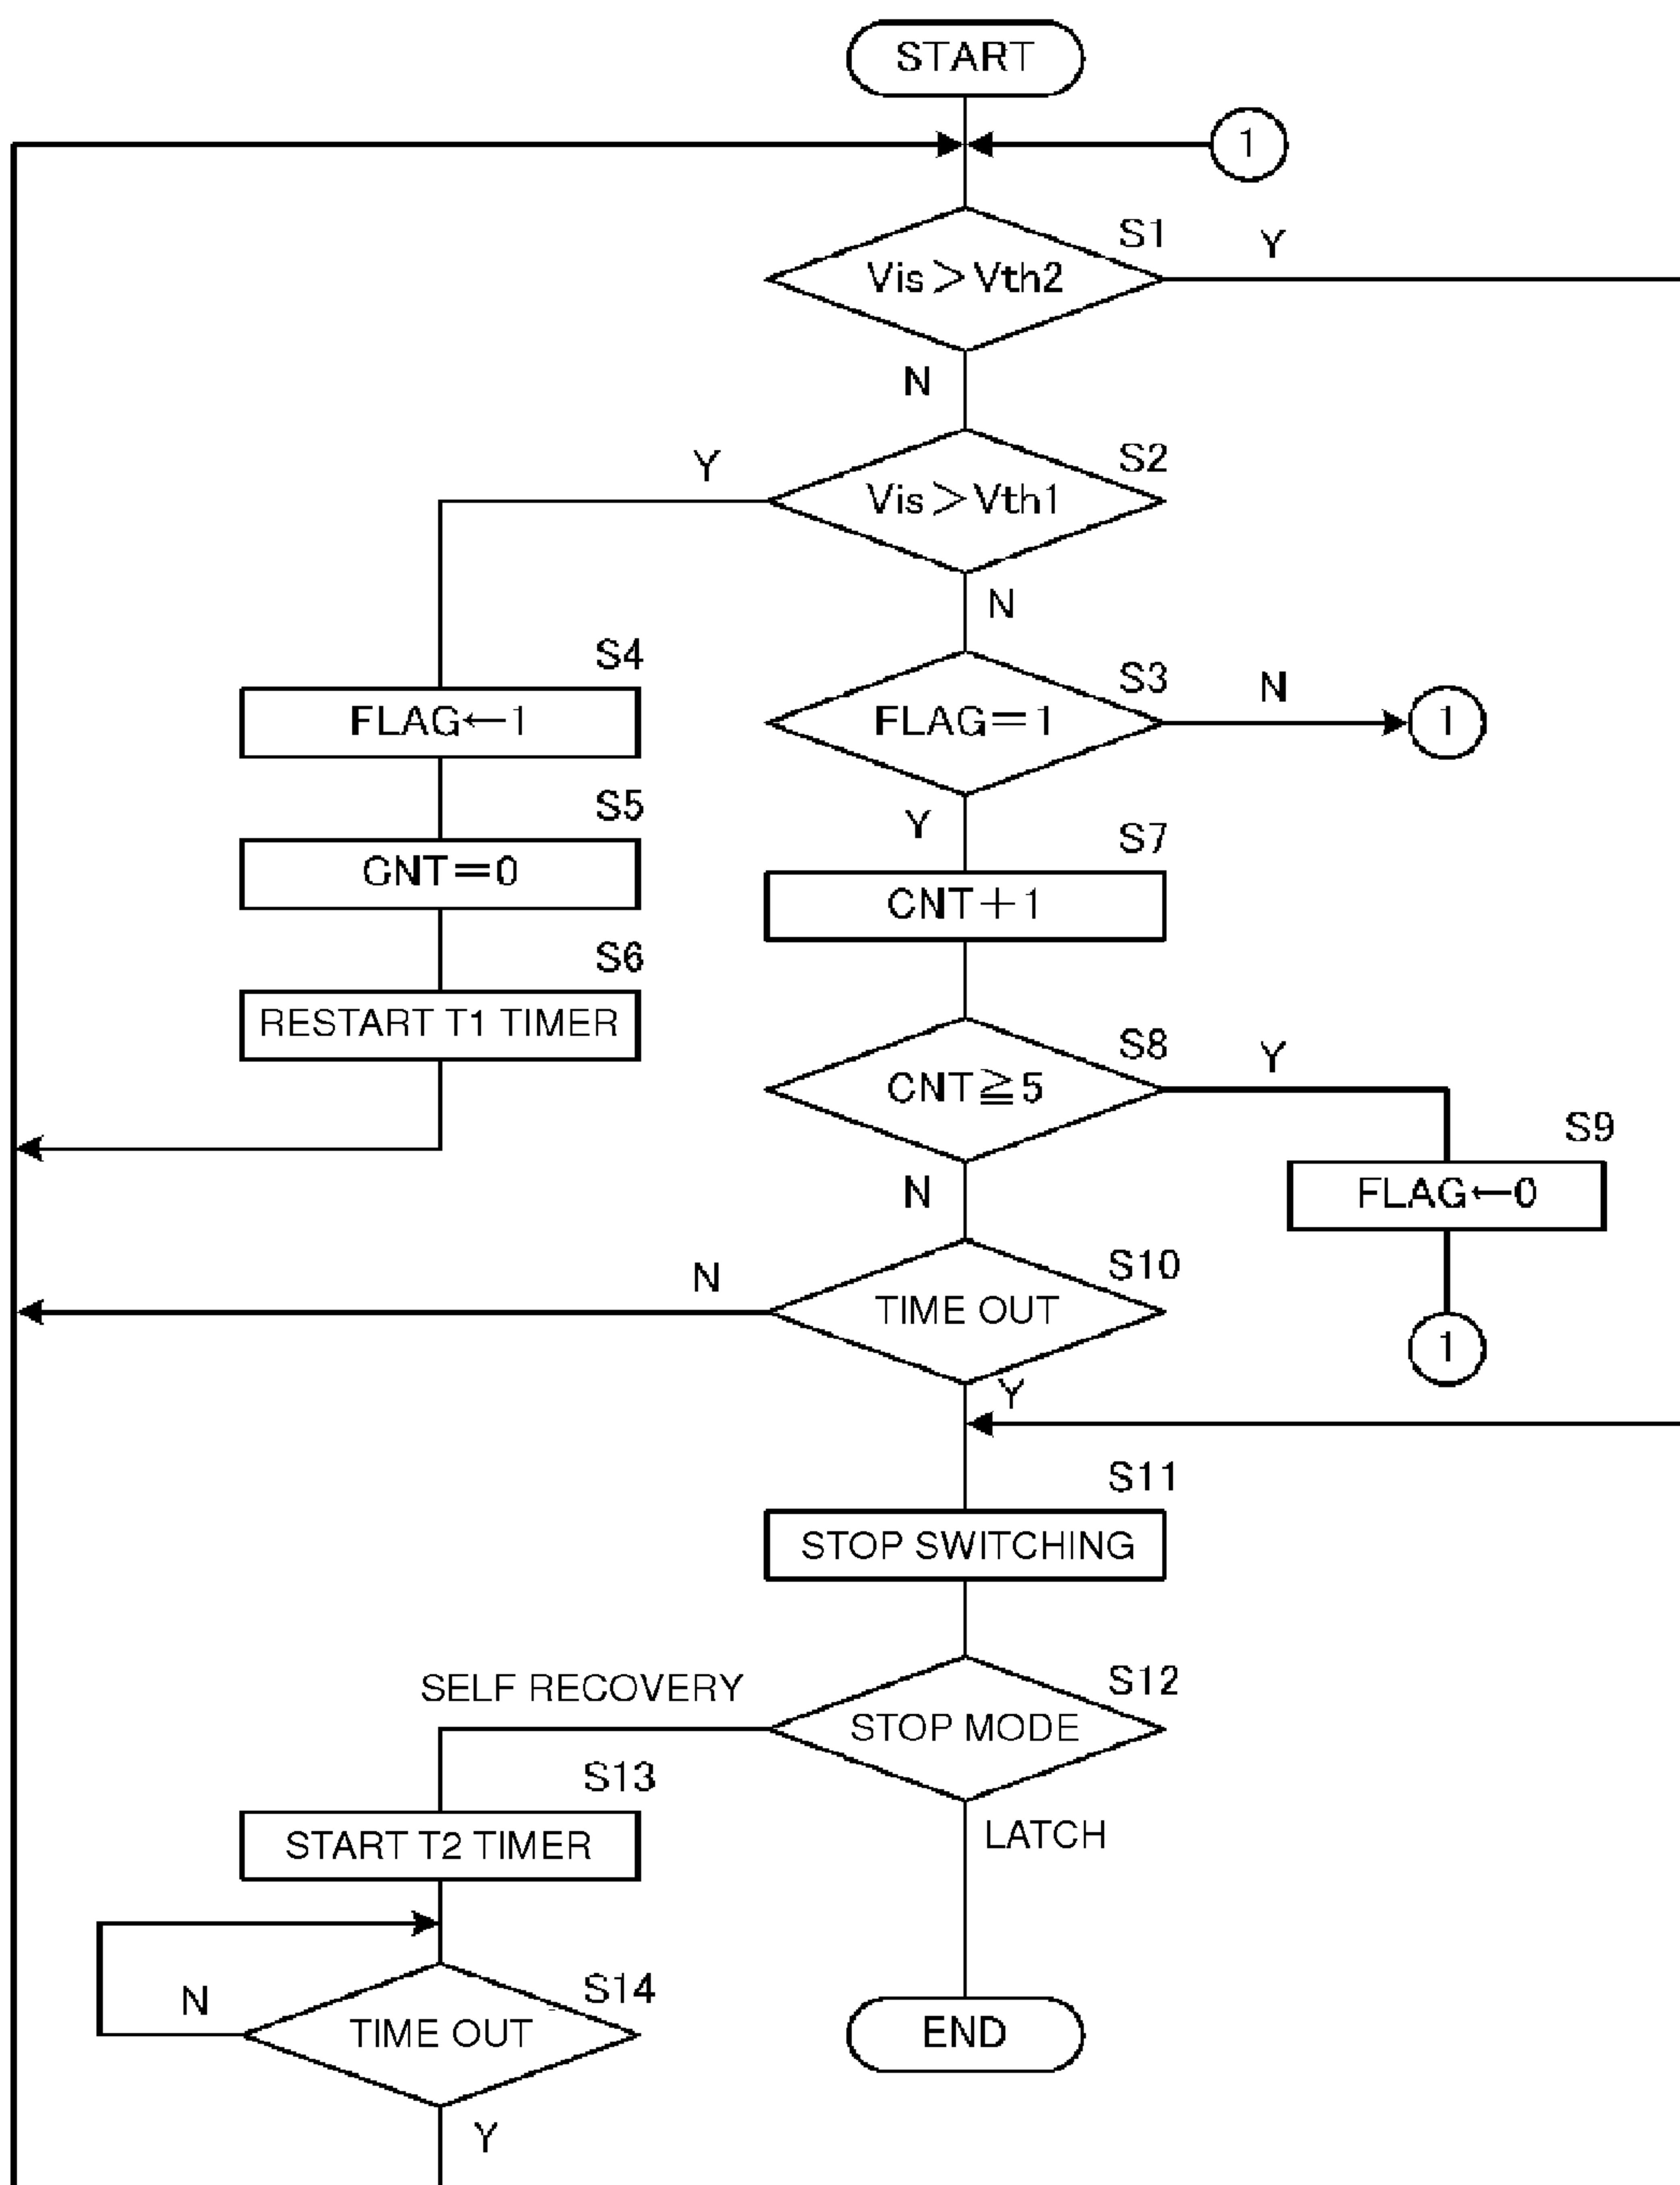 START
1
S1
Y
Vis＞Vth2
N
S2
Y
Vis＞Vth1
N
S4
S3
N
FLAG←1
FLAG＝1
1
S5
Y
S7
CNT＝0
CNT＋1
S6
RESTART T1 TIMER
S8
Y
CNT≧5
S9
N
FLAG←0
S10
N
TIME OUT
1
Y
S11
STOP SWITCHING
SELF RECOVERY
S12
STOP MODE
S13
START T2 TIMER
LATCH
S14
N
TIME OUT
END
Y